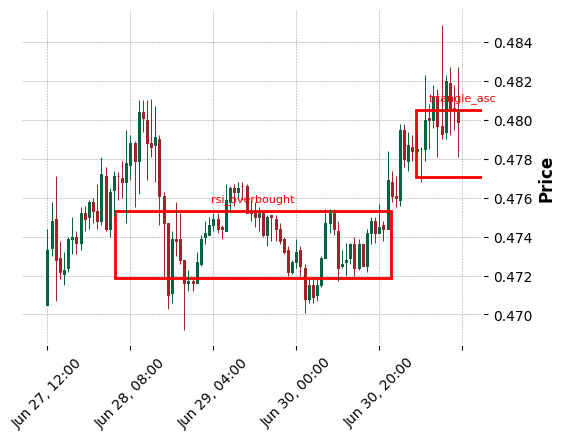 0.484
0.482
triangle_asc
0.480
0.478
Price
rsi_overbought
0.476
0.474
0.472
0.470
Jun 27, 12:00
Jun 28, 08:00
Jun 29, 04:00
Jun 30, 00:00
Jun 30, 20:00